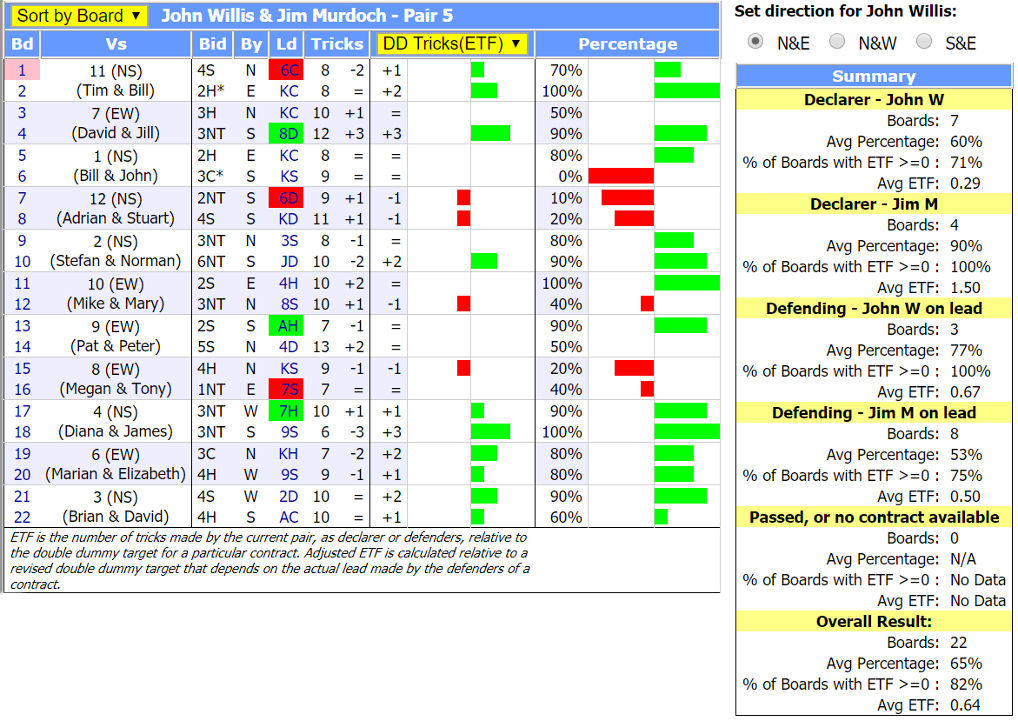 Sort by Board ▼ John Willis & Jim Murdoch - Pair 5
Bd Vs Bid By Ld Tricks DD Tricks(ETF) ▼ Percentage
1 11 (NS) 4S N 6C 8 -2 +1 70%
2 (Tim & Bill) 2H* E KC 8 = +2 100%
3 7 (EW) 3H N KC 10 +1 = 50%
4 (David & Jill) 3NT S 8D 12 +3 +3 90%
5 1 (NS) 2H E KC 8 = = 80%
6 (Bill & John) 3C* S KS 9 = = 0%
7 12 (NS) 2NT S 6D 9 +1 -1 10%
8 (Adrian & Stuart) 4S S KD 11 +1 -1 20%
9 2 (NS) 3NT N 3S 8 -1 = 80%
10 (Stefan & Norman) 6NT S JD 10 -2 +2 90%
11 10 (EW) 2S E 4H 10 +2 = 100%
12 (Mike & Mary) 3NT N 8S 10 +1 -1 40%
13 9 (EW) 2S S AH 7 -1 = 90%
14 (Pat & Peter) 5S N 4D 13 +2 = 50%
15 8 (EW) 4H N KS 9 -1 -1 20%
16 (Megan & Tony) 1NT E 7S 7 = = 40%
17 4 (NS) 3NT W 7H 10 +1 +1 90%
18 (Diana & James) 3NT S 9S 6 -3 +3 100%
19 6 (EW) 3C N KH 7 -2 +2 80%
20 (Marian & Elizabeth) 4H W 9S 9 -1 +1 80%
21 3 (NS) 4S W 2D 10 = +2 90%
22 (Brian & David) 4H S AC 10 = +1 60%
ETF is the number of tricks made by the current pair, as declarer or defenders, relative to
the double dummy target for a particular contract. Adjusted ETF is calculated relative to a
revised double dummy target that depends on the actual lead made by the defenders of a
contract.
Set direction for John Willis:
N&E N&W S&E
Summary
Declarer - John W
Boards: 7
Avg Percentage: 60%
% of Boards with ETF >=0 : 71%
Avg ETF: 0.29
Declarer - Jim M
Boards: 4
Avg Percentage: 90%
% of Boards with ETF >=0 : 100%
Avg ETF: 1.50
Defending - John W on lead
Boards: 3
Avg Percentage: 77%
% of Boards with ETF >=0 : 100%
Avg ETF: 0.67
Defending - Jim M on lead
Boards: 8
Avg Percentage: 53%
% of Boards with ETF >=0 : 75%
Avg ETF: 0.50
Passed, or no contract available
Boards: 0
Avg Percentage: N/A
% of Boards with ETF >=0 : No Data
Avg ETF: No Data
Overall Result:
Boards: 22
Avg Percentage: 65%
% of Boards with ETF >=0 : 82%
Avg ETF: 0.64